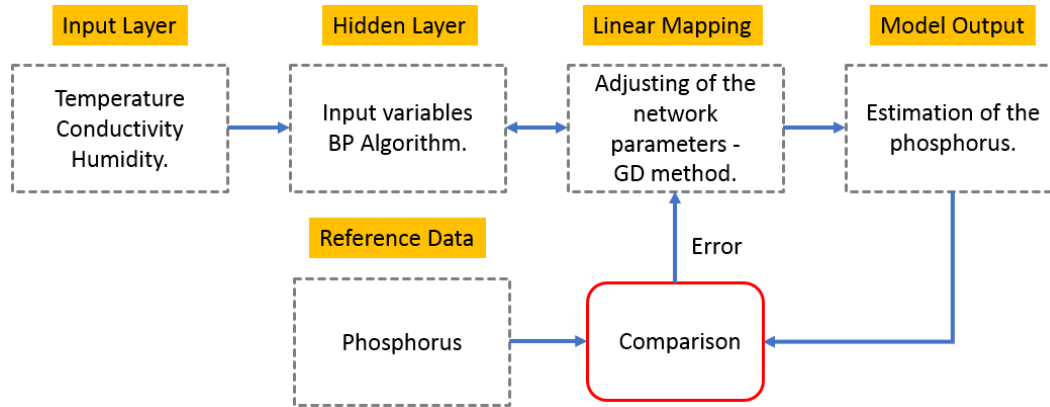 Input Layer
Hidden Layer
Linear Mapping
Model Output
Temperature
Conductivity
Humidity.
Input variables
BP Algorithm.
Adjusting of the
network
parameters -
GD method.
Estimation of the
phosphorus.
Reference Data
Error
Phosphorus
Comparison